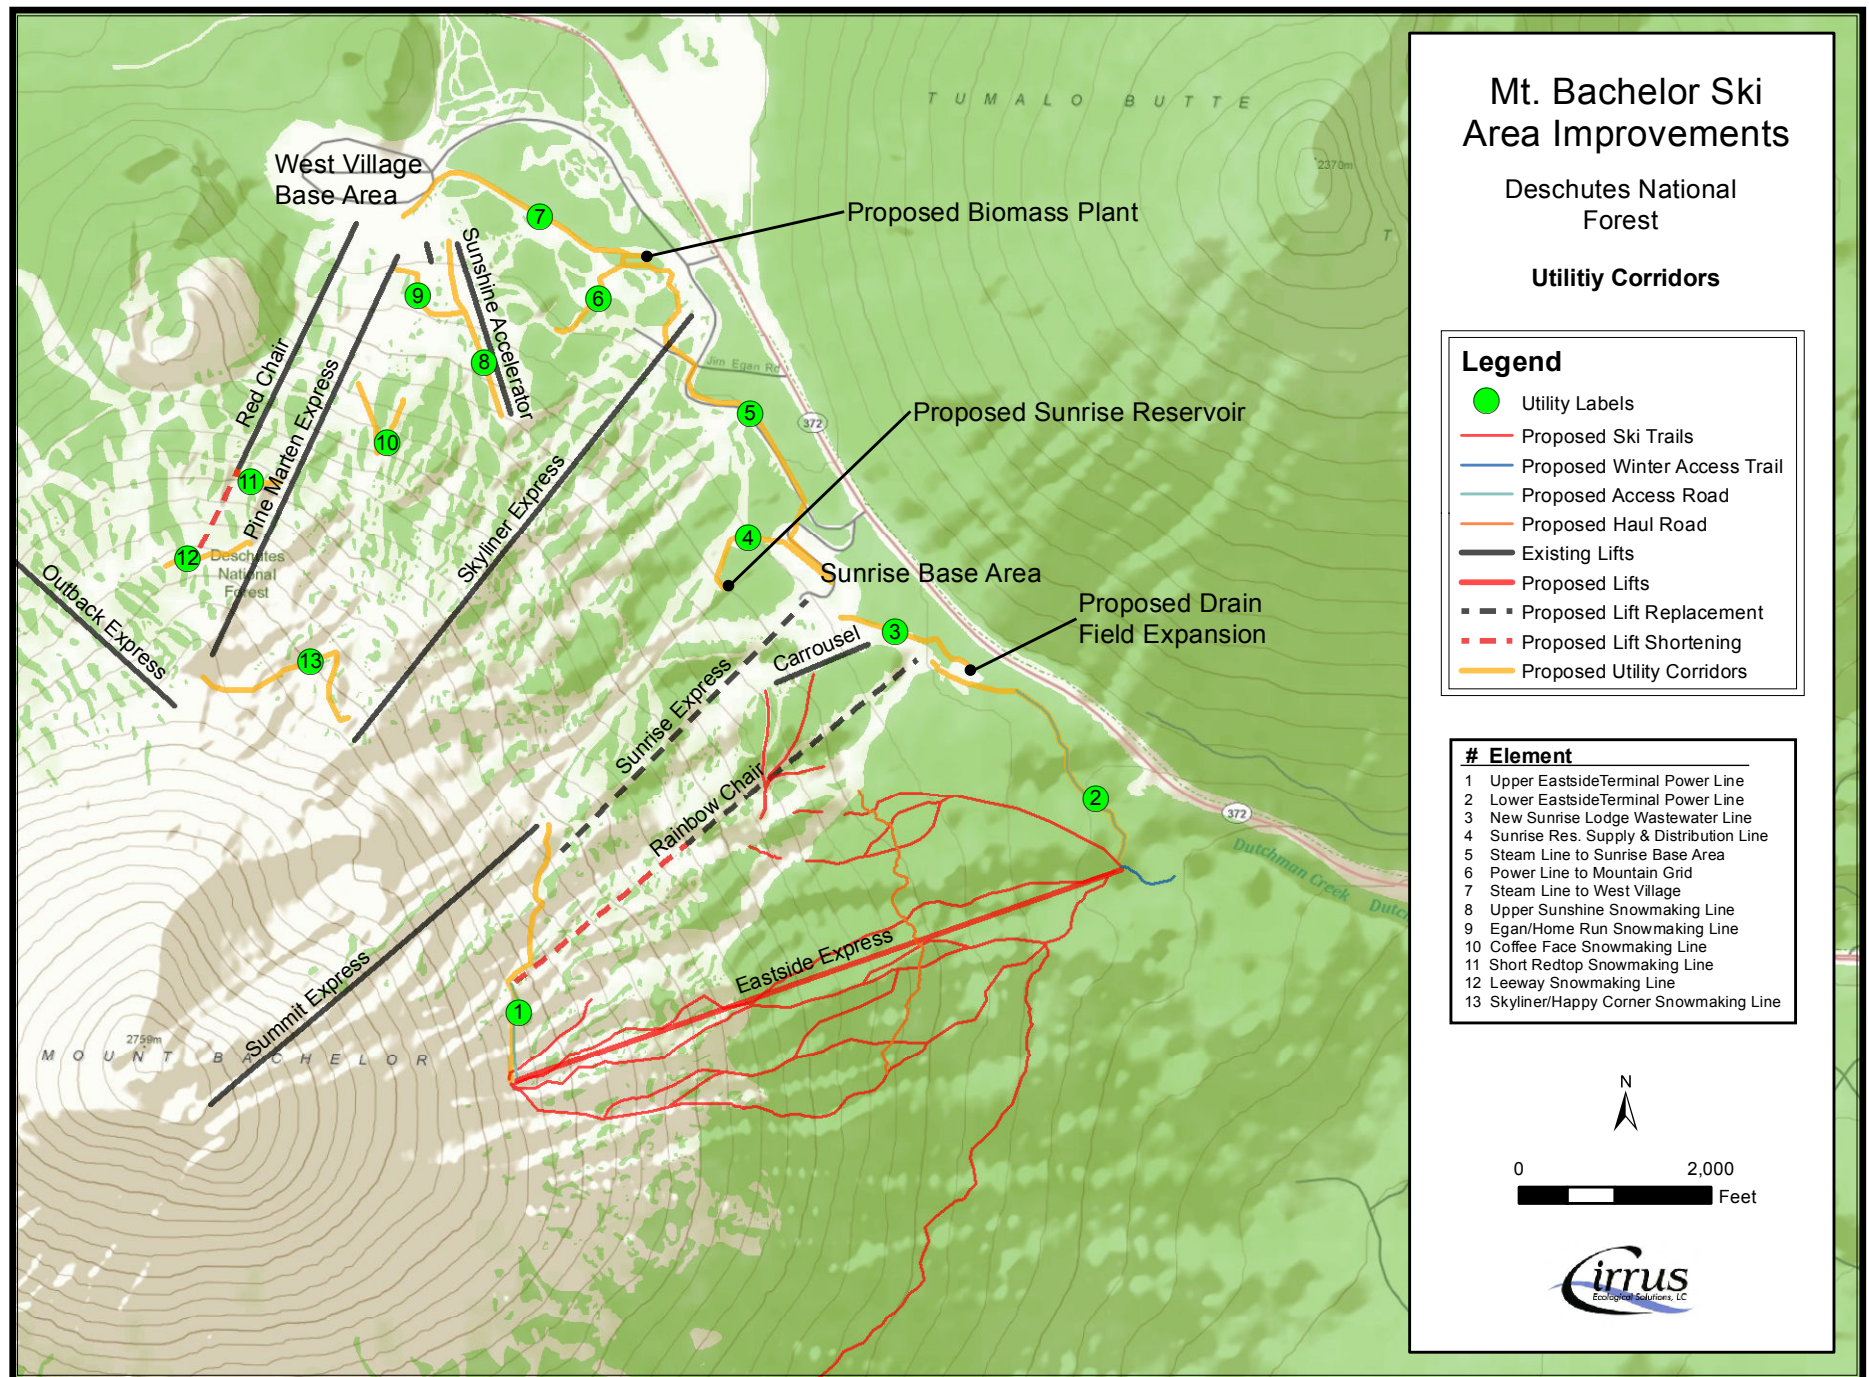 Mt. Bachelor Ski
Area Improvements
Deschutes National
Forest
Utilitiy Corridors
Legend
Utility Labels
Proposed Ski Trails
Proposed Winter Access Trail
Proposed Access Road
Proposed Haul Road
Existing Lifts
Proposed Lifts
Proposed Lift Replacement
Proposed Lift Shortening
Proposed Utility Corridors
# Element
1 Upper EastsideTerminal Power Line
2 Lower EastsideTerminal Power Line
3 New Sunrise Lodge Wastewater Line
4 Sunrise Res. Supply & Distribution Line
5 Steam Line to Sunrise Base Area
6 Power Line to Mountain Grid
7 Steam Line to West Village
8 Upper Sunshine Snowmaking Line
9 Egan/Home Run Snowmaking Line
10 Coffee Face Snowmaking Line
11 Short Redtop Snowmaking Line
12 Leeway Snowmaking Line
13 Skyliner/Happy Corner Snowmaking Line
N
0 2,000
Feet
Cirrus
Ecological Solutions, LC
TUMALO BUTTE
2370m
T
West Village
Base Area
7
Proposed Biomass Plant
Sunshine Accelerator
9
6
8
Red Chair
Pine Marten Express
Jim Egan Rd
5
372
Proposed Sunrise Reservoir
10
11
Skyliner Express
4
12
Deschutes
National
Forest
Outback Express
Sunrise Base Area
Proposed Drain
Field Expansion
3
Carrousel
13
Sunrise Express
Rainbow Chair
2
372
Dutchman Creek
Dutc
Eastside Express
Summit Express
1
2759m
MOUNT BACHELOR